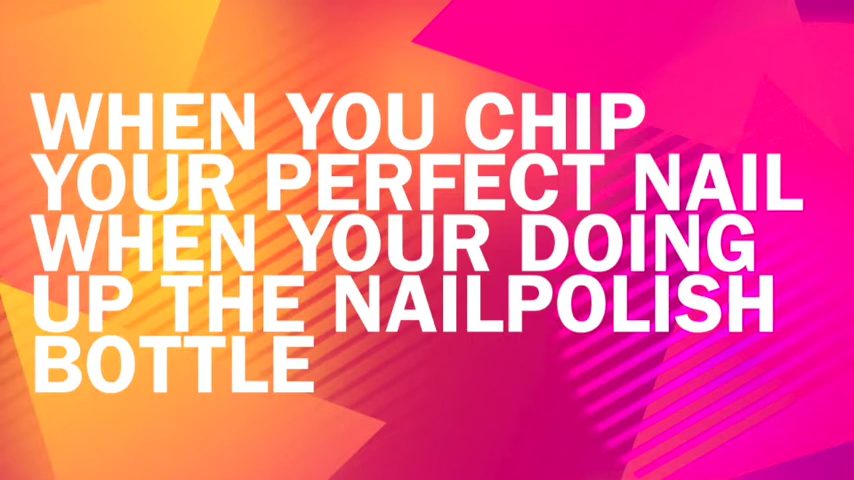 WHEN YOU CHIP
YOUR PERFECT NAIL
WHEN YOUR DOING
UP THE NAILPOLISH
BOTTLE